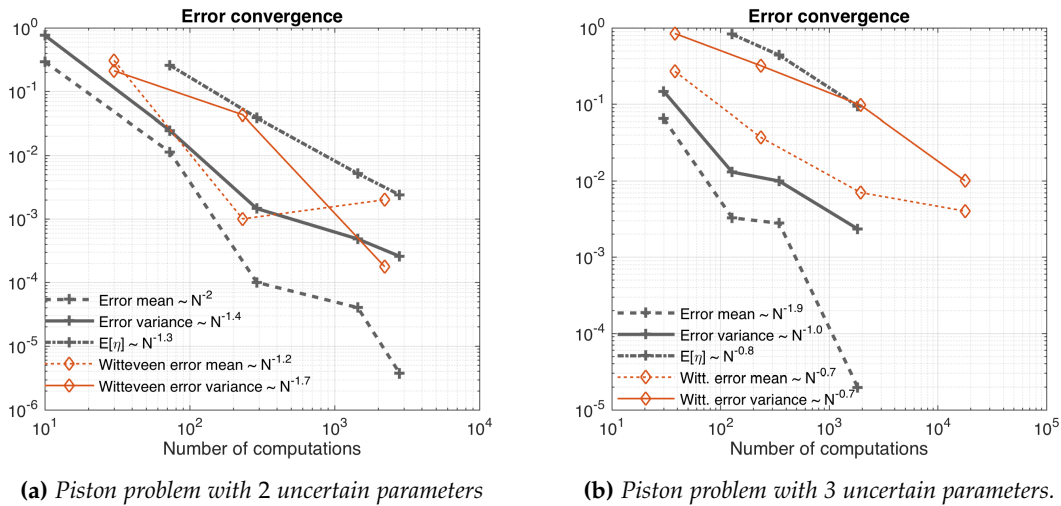 Error convergence
10^0
10^-1
10^-2
10^-3
10^-4
10^-5
10^-6
10^1
10^2
10^3
10^4
Number of computations
Error mean ~ N^-2
Error variance ~ N^-1.4
E[η] ~ N^-1.3
Witteveen error mean ~ N^-1.2
Witteveen error variance ~ N^-1.7
(a) Piston problem with 2 uncertain parameters
Error convergence
10^0
10^-1
10^-2
10^-3
10^-4
10^-5
10^1
10^2
10^3
10^4
10^5
Number of computations
Error mean ~ N^-1.9
Error variance ~ N^-1.0
E[η] ~ N^-0.8
Witt. error mean ~ N^-0.7
Witt. error variance ~ N^-0.7
(b) Piston problem with 3 uncertain parameters.